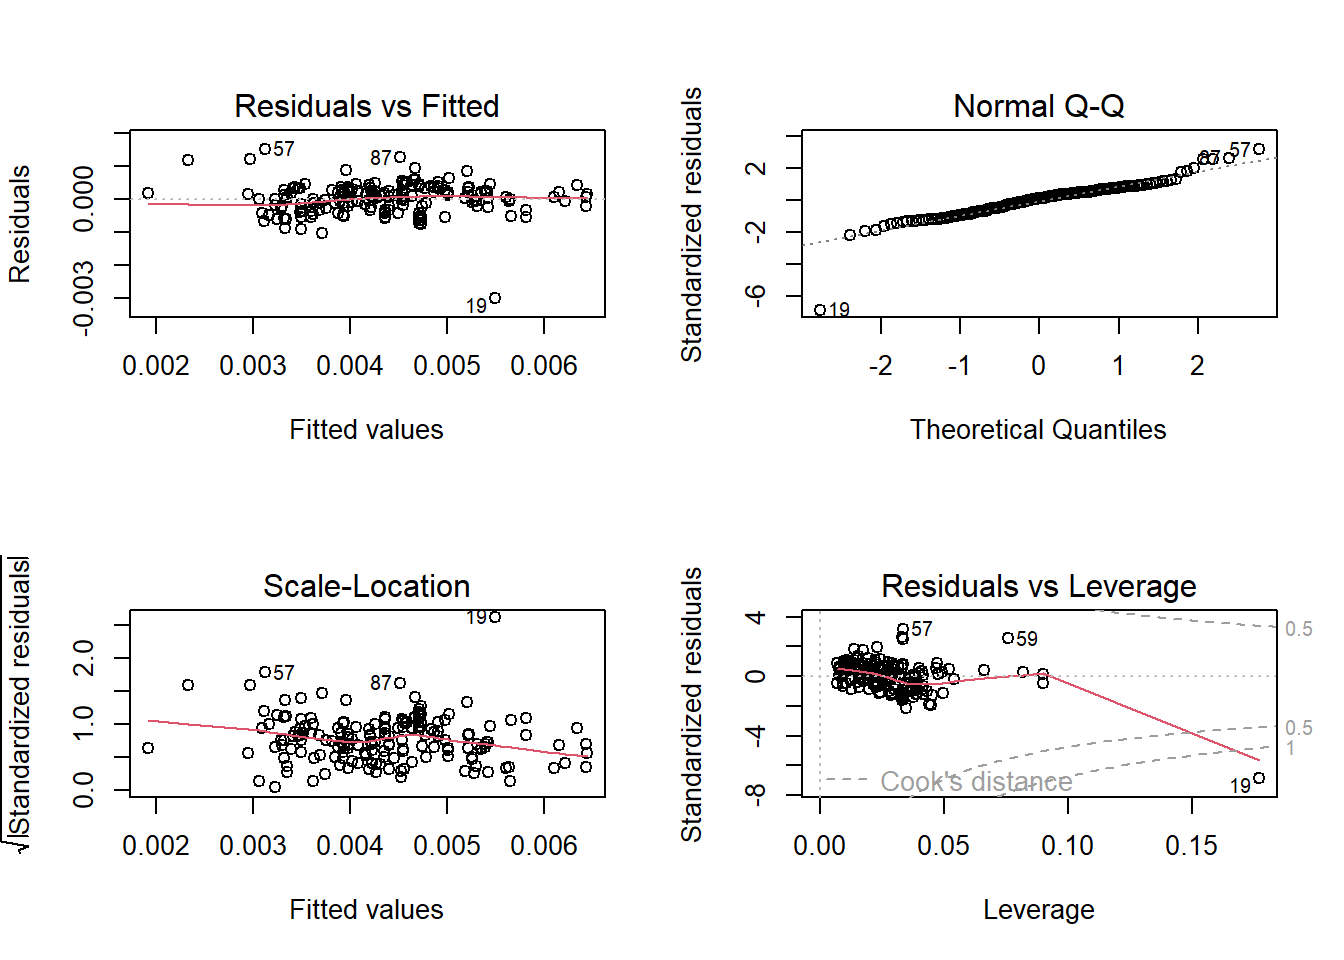 Residuals vs Fitted
Residuals
0.000
-0.003
57
87
19
0.002 0.003 0.004 0.005 0.006
Fitted values
Normal Q-Q
Standardized residuals
2
-2
-6
87
57
19
-2 -1 0 1 2
Theoretical Quantiles
Scale-Location
√|Standardized residuals|
2.0
1.0
0.0
19
57
87
0.002 0.003 0.004 0.005 0.006
Fitted values
Residuals vs Leverage
Standardized residuals
4
0
-4
-8
57
59
0.5
0.5
1
Cook's distance
19
0.00 0.05 0.10 0.15
Leverage